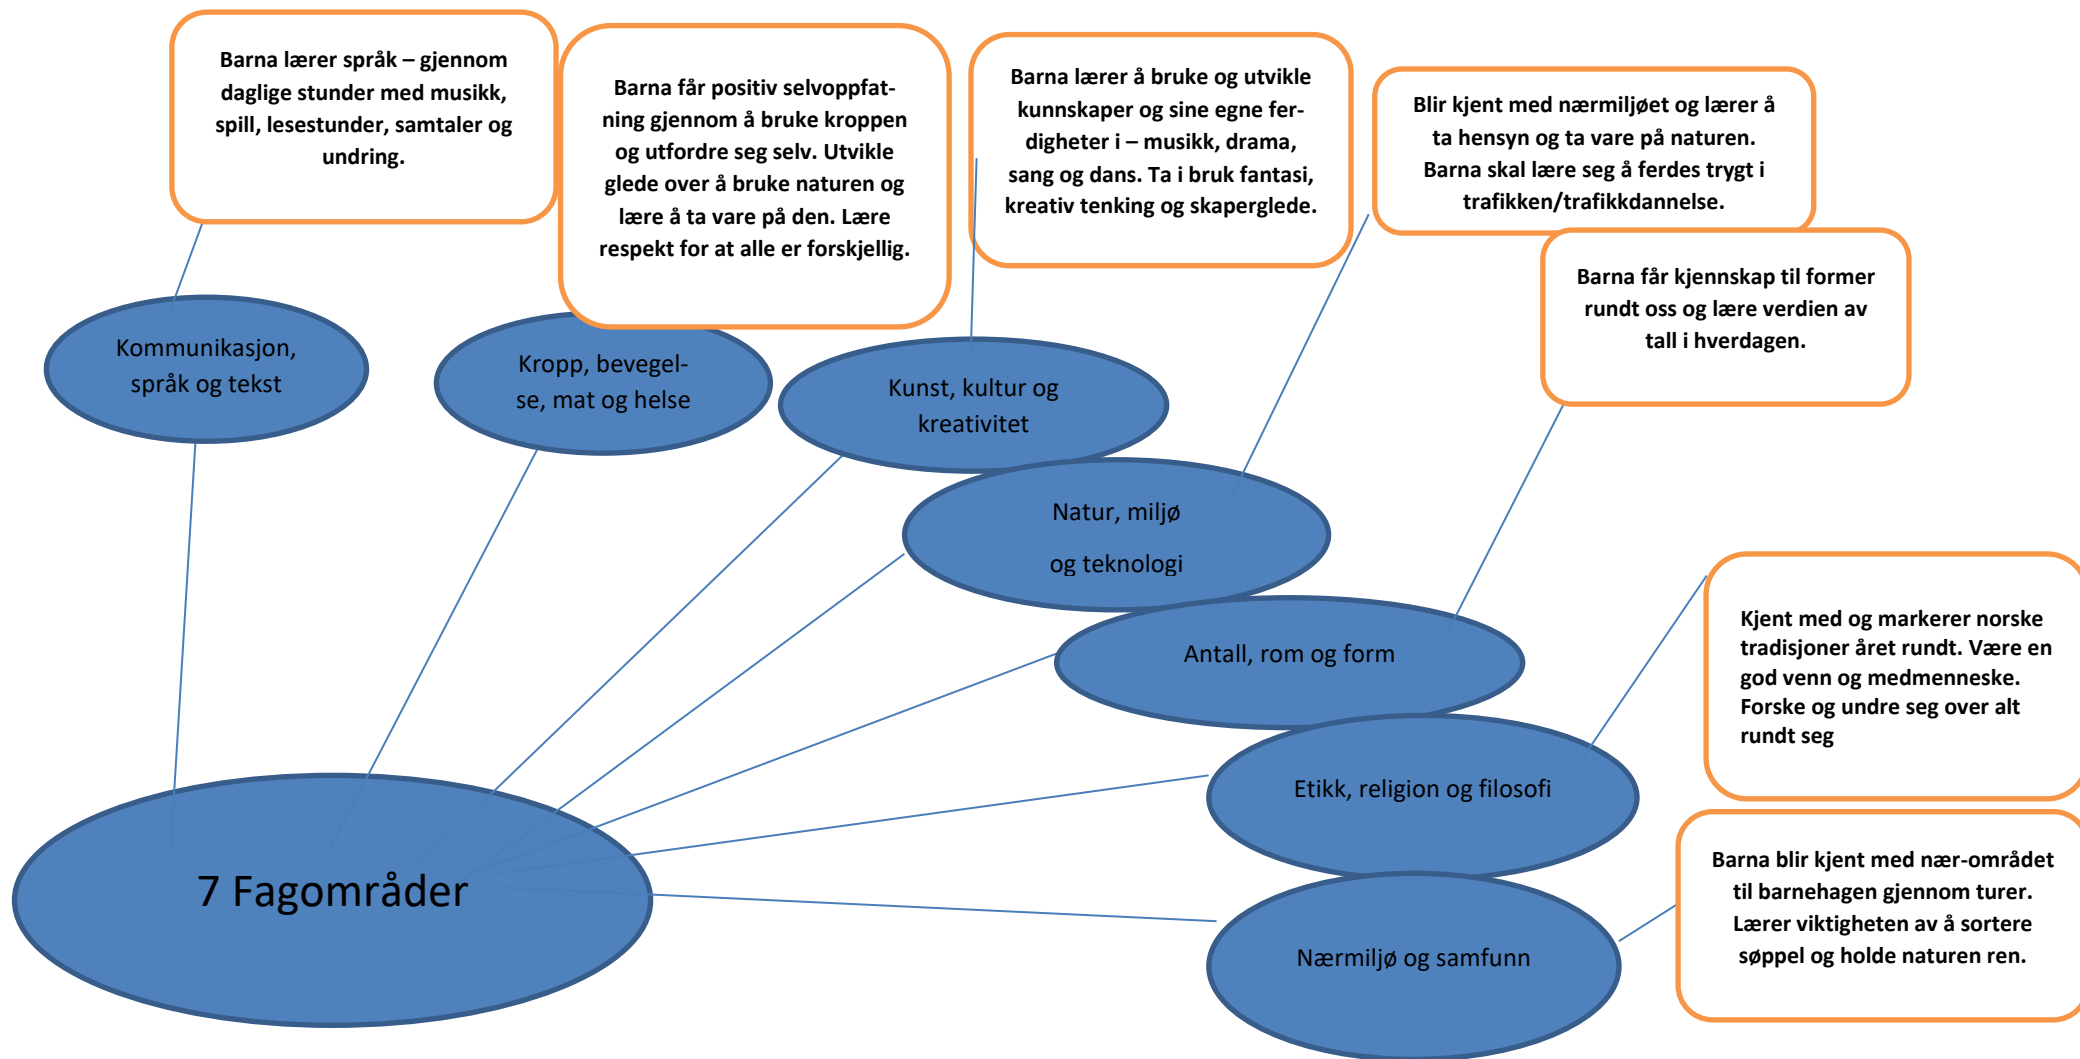 Barna lærer språk – gjennom
daglige stunder med musikk,
spill, lesestunder, samtaler og
undring.
Barna får positiv selvoppfat-
ning gjennom å bruke kroppen
og utfordre seg selv. Utvikle
glede over å bruke naturen og
lære å ta vare på den. Lære
respekt for at alle er forskjellig.
Barna lærer å bruke og utvikle
kunnskaper og sine egne fer-
digheter i – musikk, drama,
sang og dans. Ta i bruk fantasi,
kreativ tenking og skaperglede.
Blir kjent med nærmiljøet og lærer å
ta hensyn og ta vare på naturen.
Barna skal lære seg å ferdes trygt i
trafikken/trafikkdannelse.
Barna får kjennskap til former
rundt oss og lære verdien av
tall i hverdagen.
Kommunikasjon,
språk og tekst
Kropp, bevegel-
se, mat og helse
Kunst, kultur og
kreativitet
Natur, miljø
og teknologi
Antall, rom og form
Kjent med og markerer norske
tradisjoner året rundt. Være en
god venn og medmenneske.
Forske og undre seg over alt
rundt seg
Etikk, religion og filosofi
7 Fagområder
Barna blir kjent med nær-området
til barnehagen gjennom turer.
Lærer viktigheten av å sortere
søppel og holde naturen ren.
Nærmiljø og samfunn